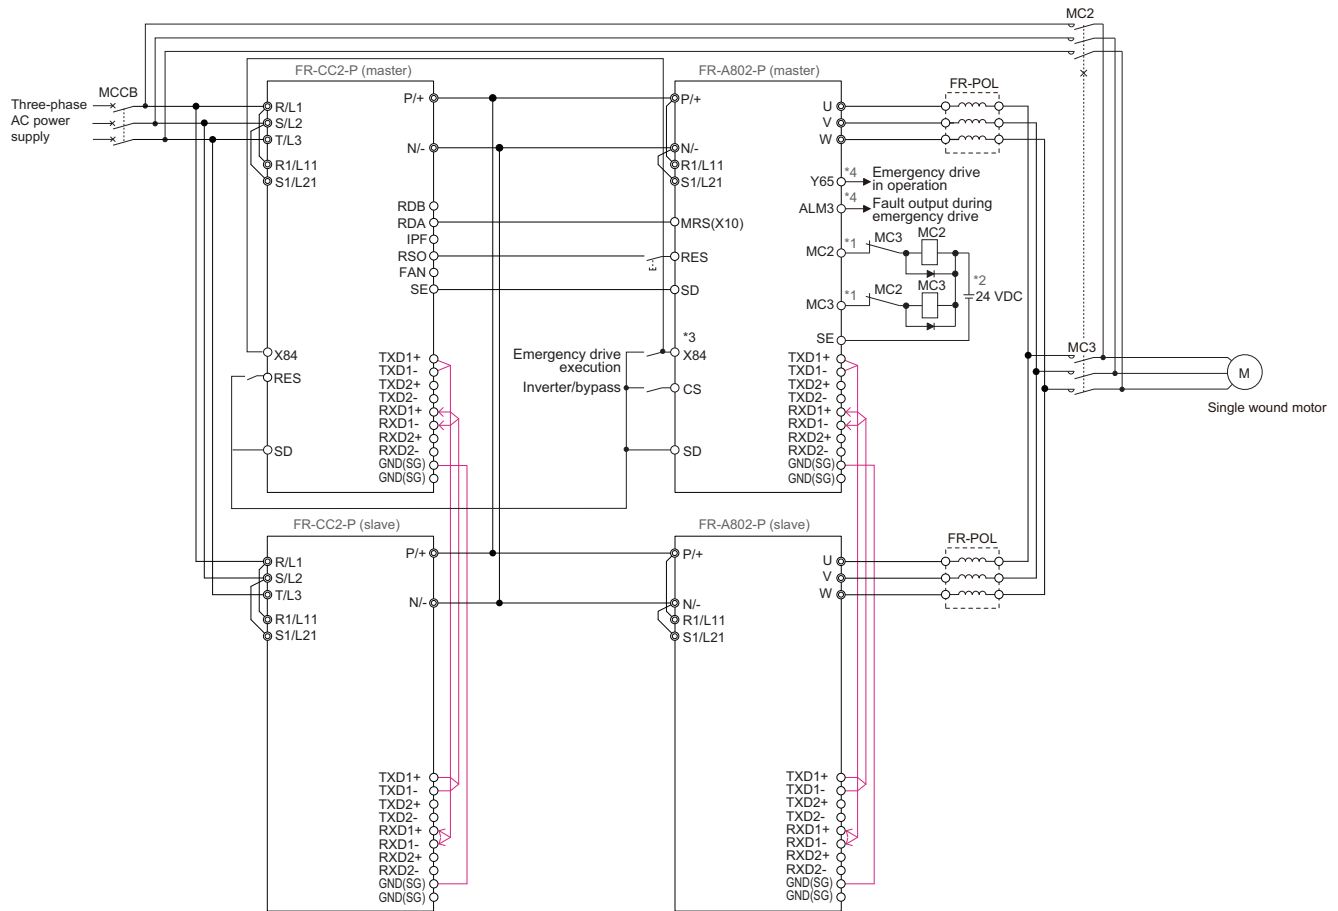 MC2
FR-CC2-P (master)
FR-A802-P (master)
FR-POL
MCCB
Three-phase
AC power
supply
R/L1
S/L2
T/L3
R1/L11
S1/L21
P/+
N/-
RDB
RDA
IPF
RSO
FAN
SE
X84
RES
SD
TXD1+
TXD1-
TXD2+
TXD2-
RXD1+
RXD1-
RXD2+
RXD2-
GND(SG)
GND(SG)
P/+
N/-
R1/L11
S1/L21
MRS(X10)
RES
SD
*3
X84
CS
SD
Emergency drive
execution
Inverter/bypass
U
V
W
Y65
*4
Emergency drive
in operation
ALM3
*4
Fault output during
emergency drive
MC2
*1
MC3
MC2
MC3
*1
MC2
MC3
*2
24 VDC
SE
TXD1+
TXD1-
TXD2+
TXD2-
RXD1+
RXD1-
RXD2+
RXD2-
GND(SG)
GND(SG)
MC3
M
Single wound motor
FR-CC2-P (slave)
FR-A802-P (slave)
FR-POL
R/L1
S/L2
T/L3
R1/L11
S1/L21
P/+
N/-
TXD1+
TXD1-
TXD2+
TXD2-
RXD1+
RXD1-
RXD2+
RXD2-
GND(SG)
GND(SG)
P/+
N/-
R1/L11
S1/L21
U
V
W
TXD1+
TXD1-
TXD2+
TXD2-
RXD1+
RXD1-
RXD2+
RXD2-
GND(SG)
GND(SG)